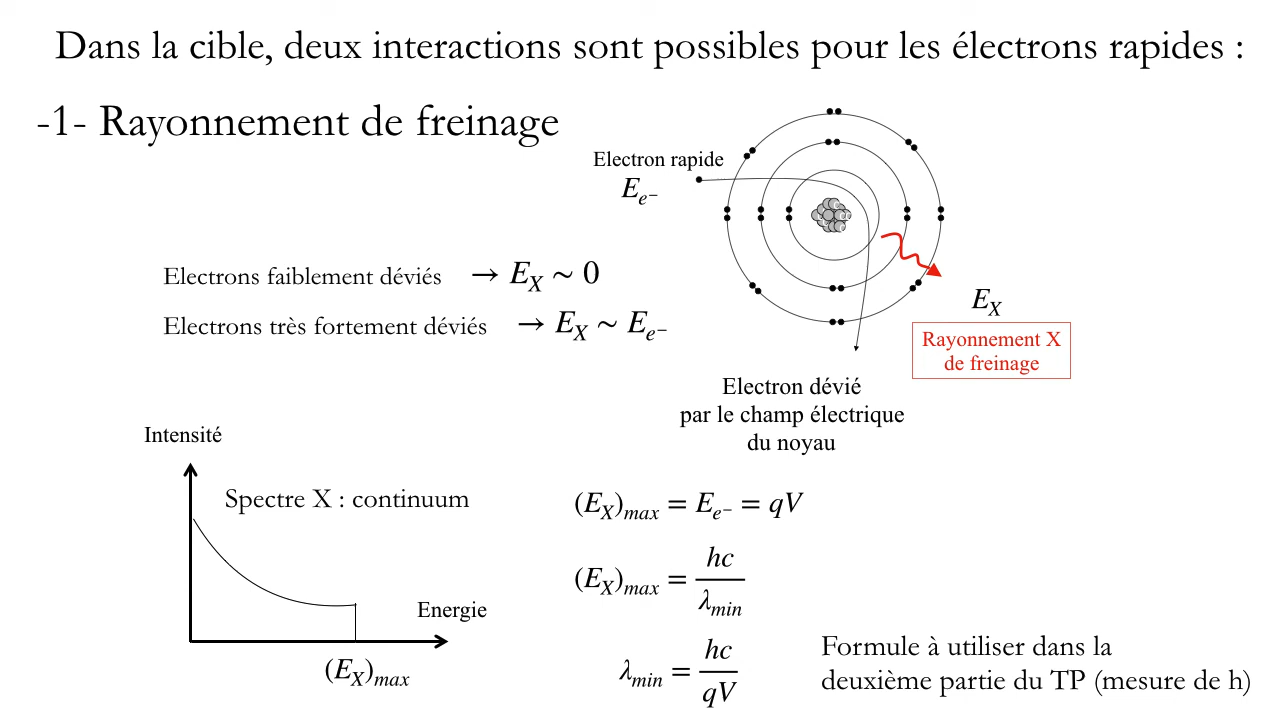 Dans la cible, deux interactions sont possibles pour les électrons rapides :
-1- Rayonnement de freinage
Electron rapide
E_{e^-}
Electrons faiblement déviés → E_X ∼ 0
Electrons très fortement déviés → E_X ∼ E_{e^-}
E_X
Rayonnement X
de freinage
Electron dévié
par le champ électrique
du noyau
Intensité
Spectre X : continuum
Energie
(E_X)_{max}
(E_X)_{max} = E_{e^-} = qV
(E_X)_{max} = \frac{hc}{λ_{min}}
λ_{min} = \frac{hc}{qV}
Formule à utiliser dans la
deuxième partie du TP (mesure de h)